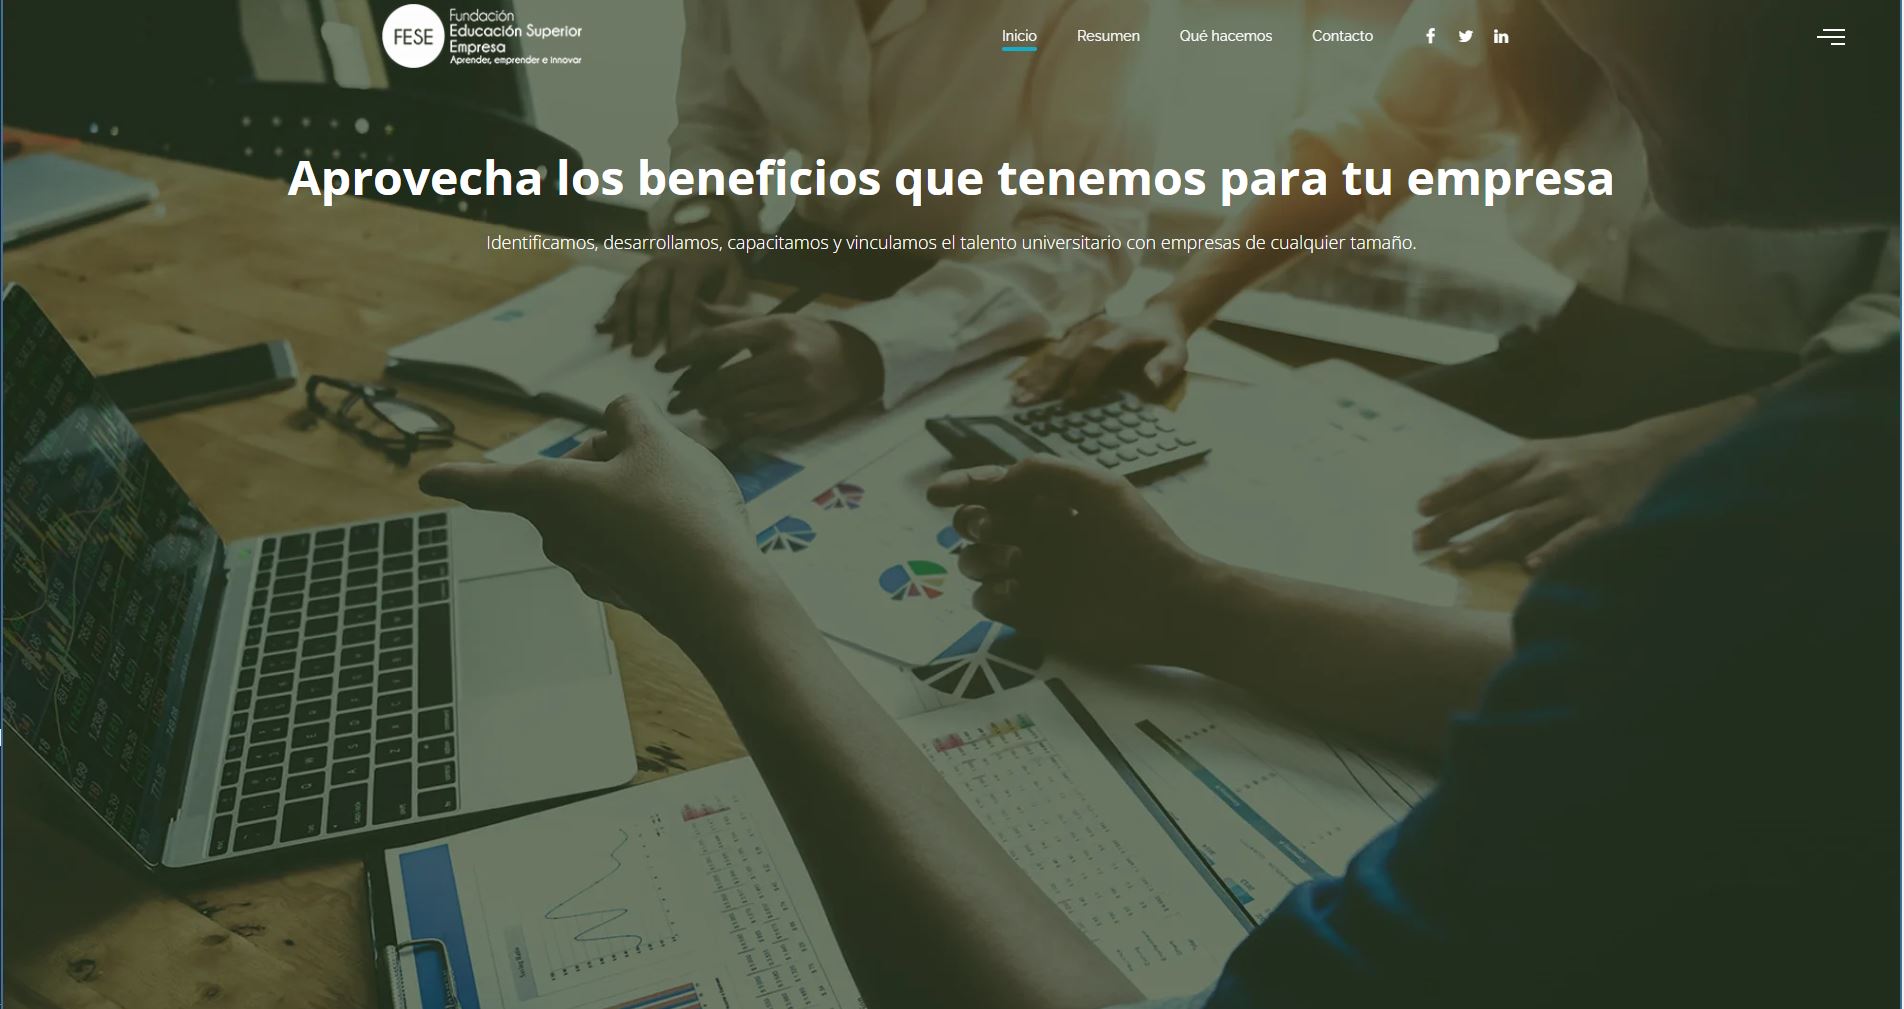 FESE
Fundación
Educación Superior
Empresa
Aprender, emprender e innovar
Inicio
Resumen
Qué hacemos
Contacto
Aprovecha los beneficios que tenemos para tu empresa
Identificamos, desarrollamos, capacitamos y vinculamos el talento universitario con empresas de cualquier tamaño.